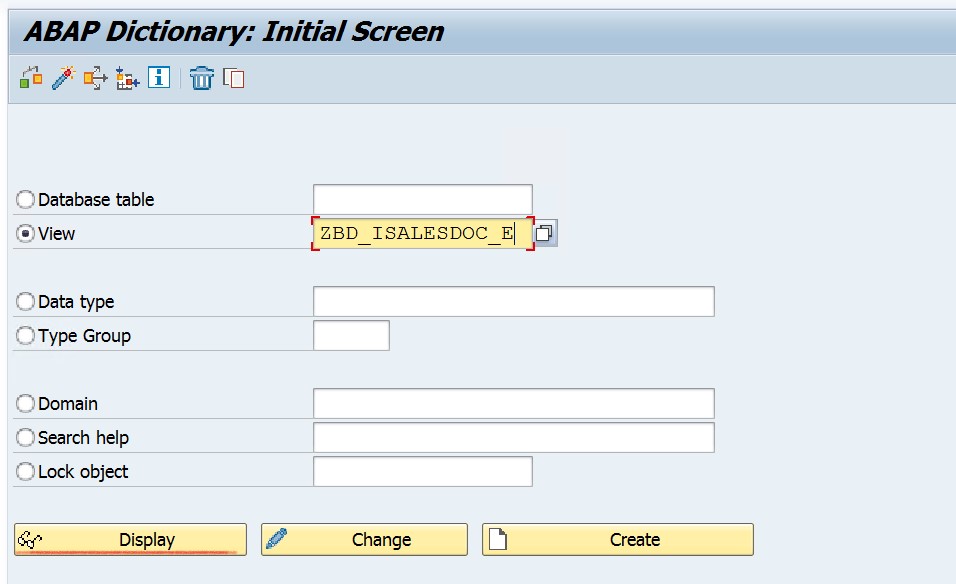 ABAP Dictionary: Initial Screen
Database table
View ZBD_ISALESDOC_E
Data type
Type Group
Domain
Search help
Lock object
Display Change Create